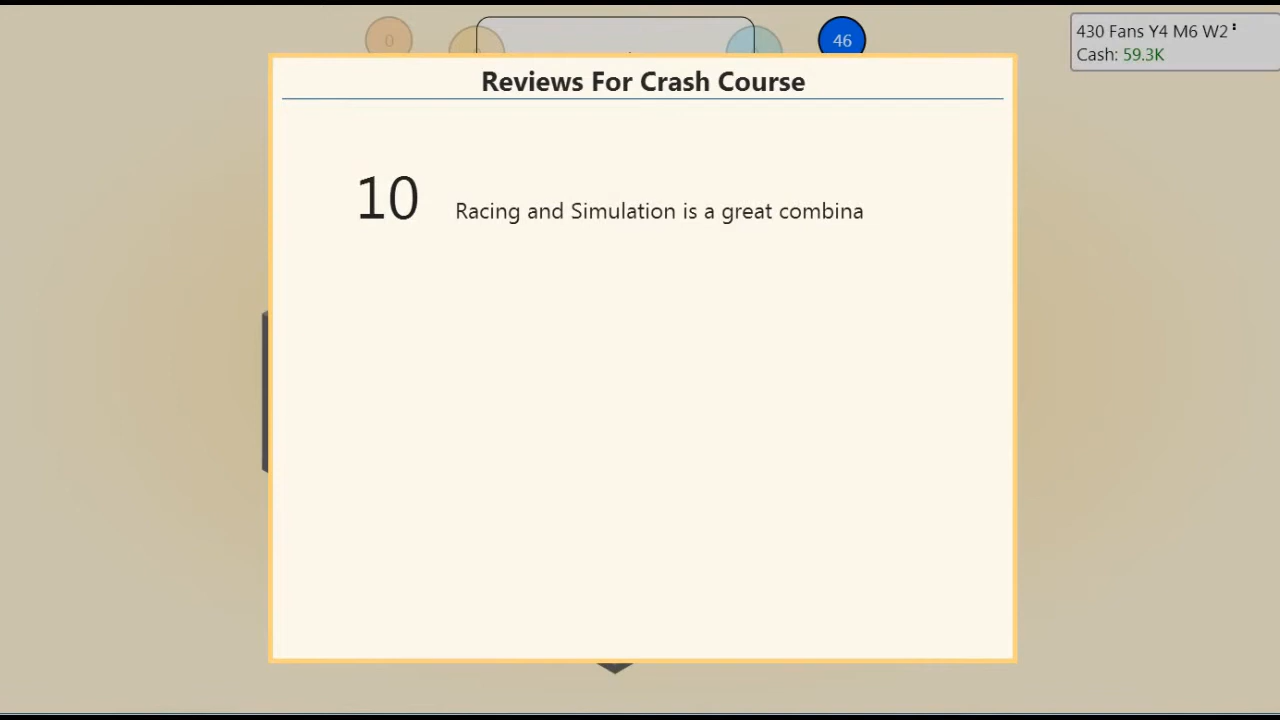 0
46
430 Fans Y4 M6 W2
Cash: 59.3K
Reviews For Crash Course
10 Racing and Simulation is a great combina